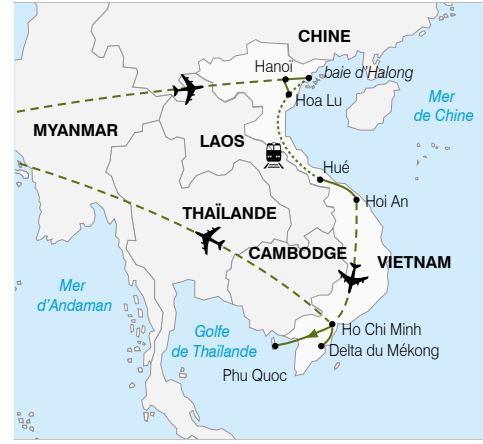 CHINE
Hanoï
baie d'Halong
Hoa Lu
Mer
de Chine
MYANMAR
LAOS
Hué
Hoi An
THAÏLANDE
CAMBODGE
VIETNAM
Mer
d'Andaman
Golfe
de Thaïlande
Ho Chi Minh
Delta du Mékong
Phu Quoc